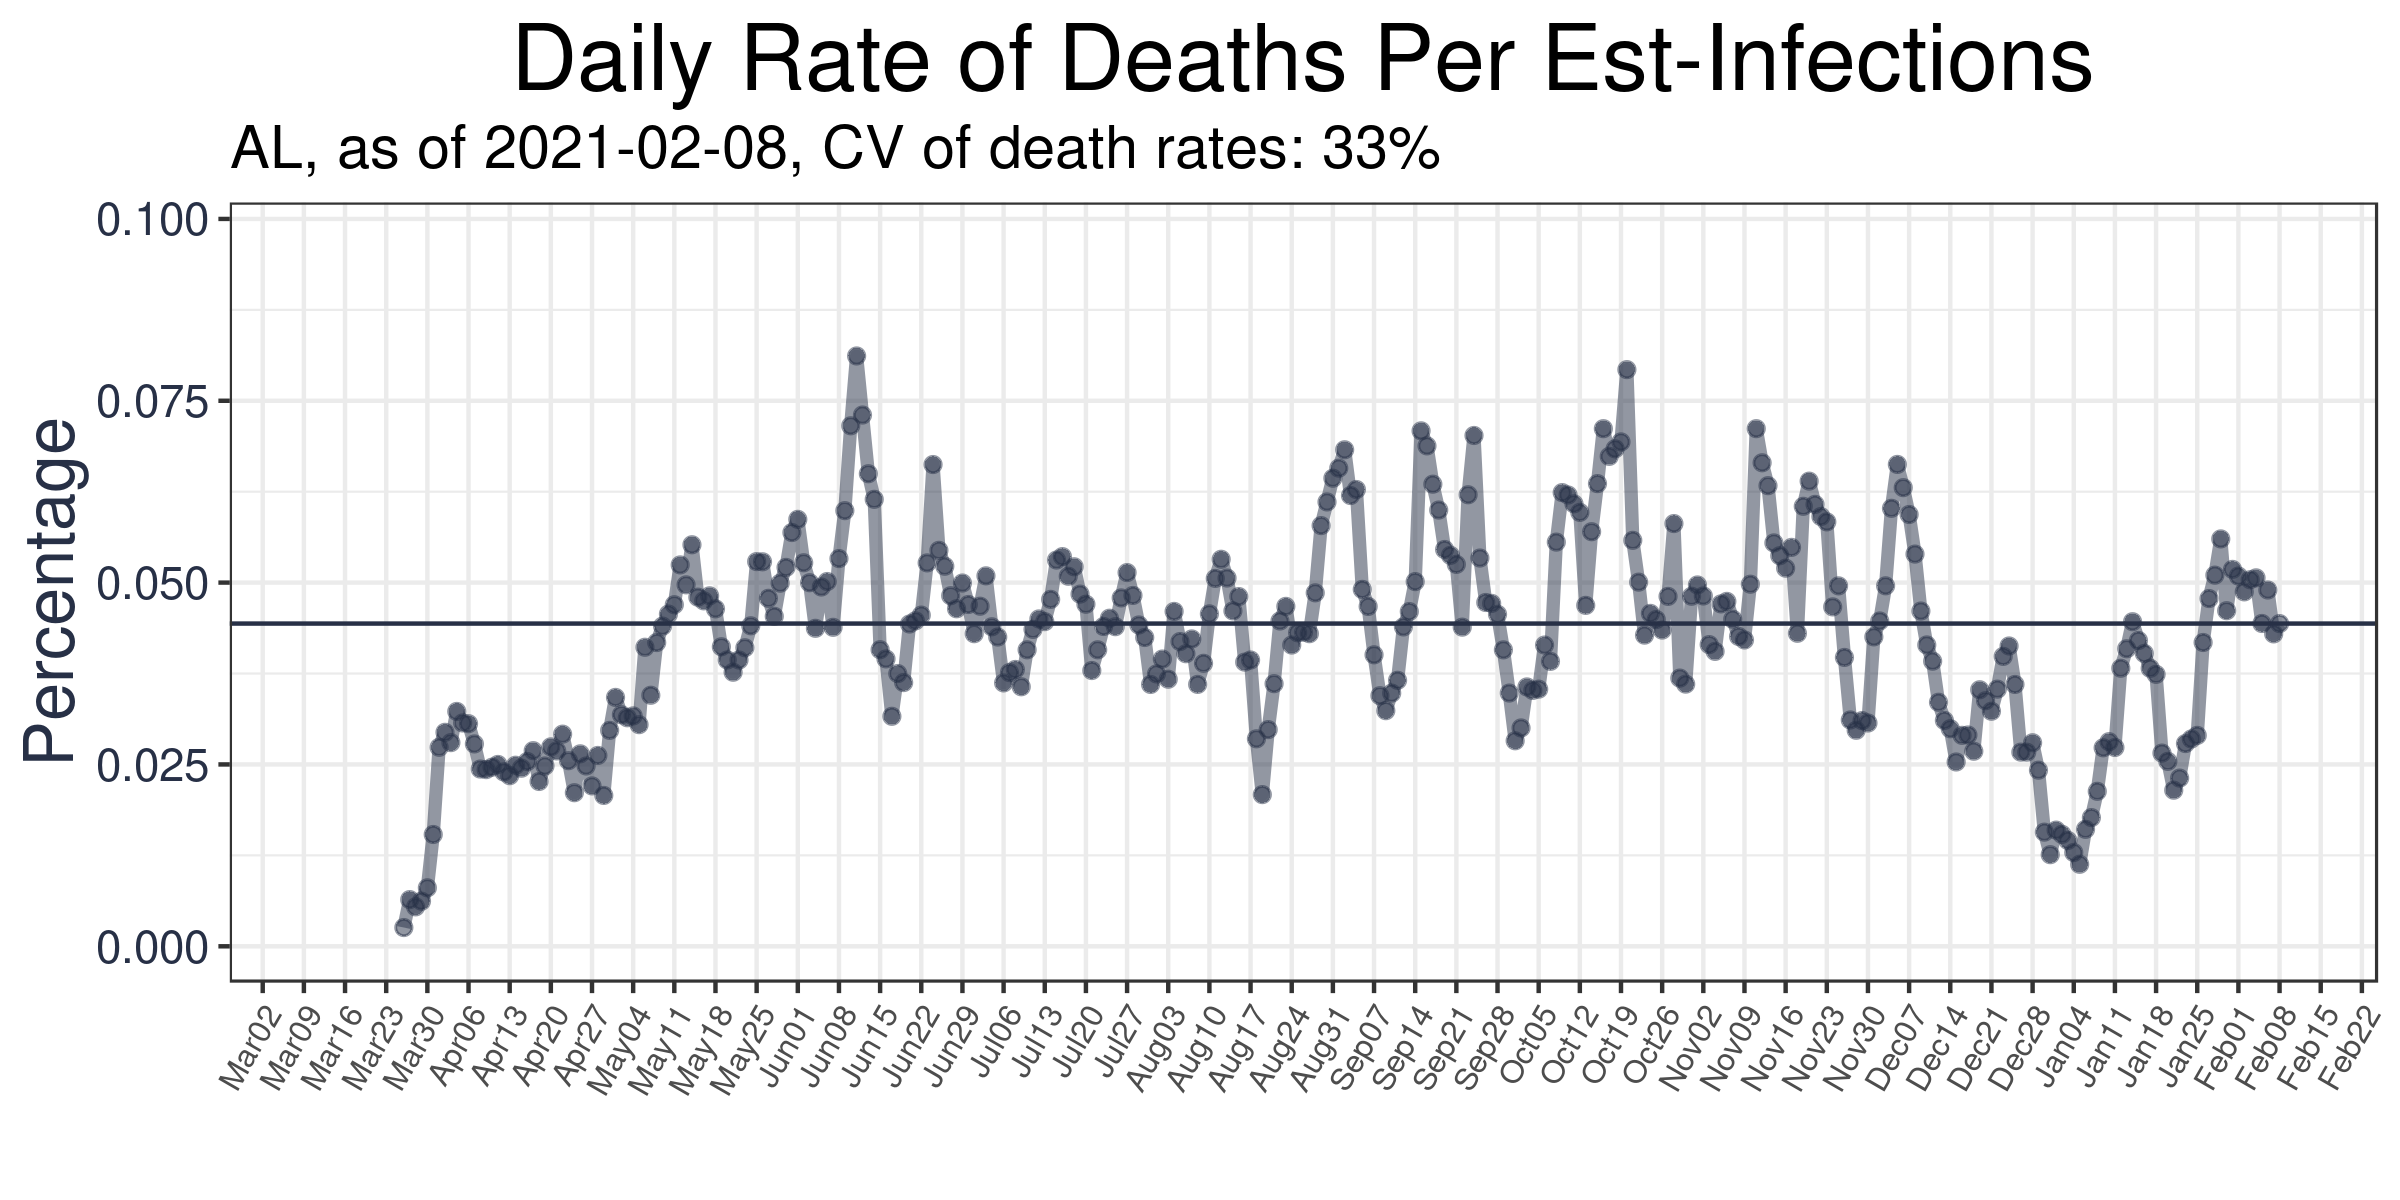 Daily Rate of Deaths Per Est-Infections
AL, as of 2021-02-08, CV of death rates: 33%
Percentage
0.100
0.075
0.050
0.025
0.000
Mar02
Mar09
Mar16
Mar23
Mar30
Apr06
Apr13
Apr20
Apr27
May04
May11
May18
May25
Jun01
Jun08
Jun15
Jun22
Jun29
Jul06
Jul13
Jul20
Jul27
Aug03
Aug10
Aug17
Aug24
Aug31
Sep07
Sep14
Sep21
Sep28
Oct05
Oct12
Oct19
Oct26
Nov02
Nov09
Nov16
Nov23
Nov30
Dec07
Dec14
Dec21
Dec28
Jan04
Jan11
Jan18
Jan25
Feb01
Feb08
Feb15
Feb22